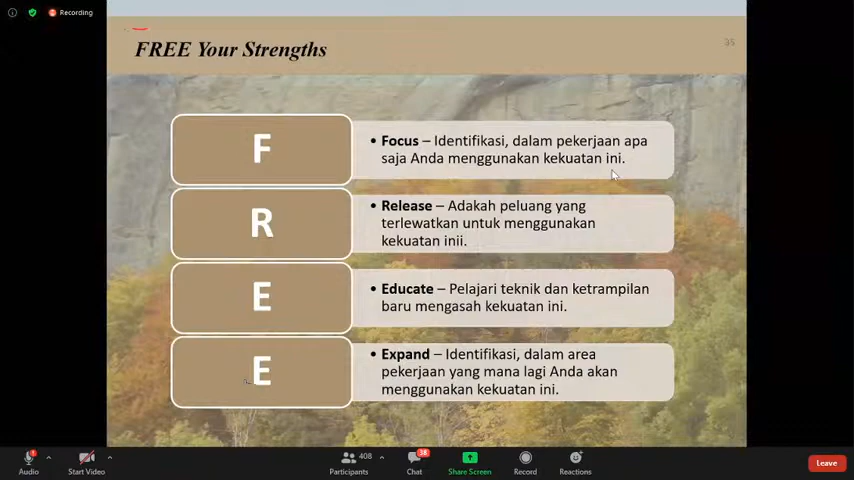 Recording
FREE Your Strengths
35
F
• Focus – Identifikasi, dalam pekerjaan apa
saja Anda menggunakan kekuatan ini.
R
• Release – Adakah peluang yang
terlewatkan untuk menggunakan
kekuatan inii.
E
• Educate – Pelajari teknik dan ketrampilan
baru mengasah kekuatan ini.
E
• Expand – Identifikasi, dalam area
pekerjaan yang mana lagi Anda akan
menggunakan kekuatan ini.
Audio
Start Video
408
Participants
38
Chat
Share Screen
Record
Reactions
Leave